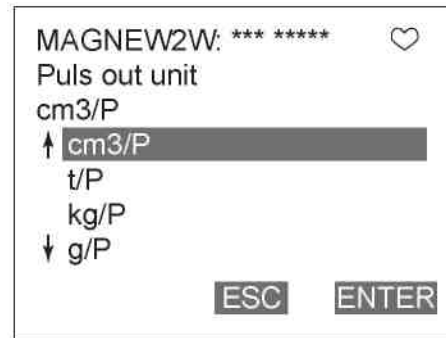 MAGNEW2W: *** *****
Puls out unit
cm3/P
cm3/P
t/P
kg/P
g/P
ESC ENTER